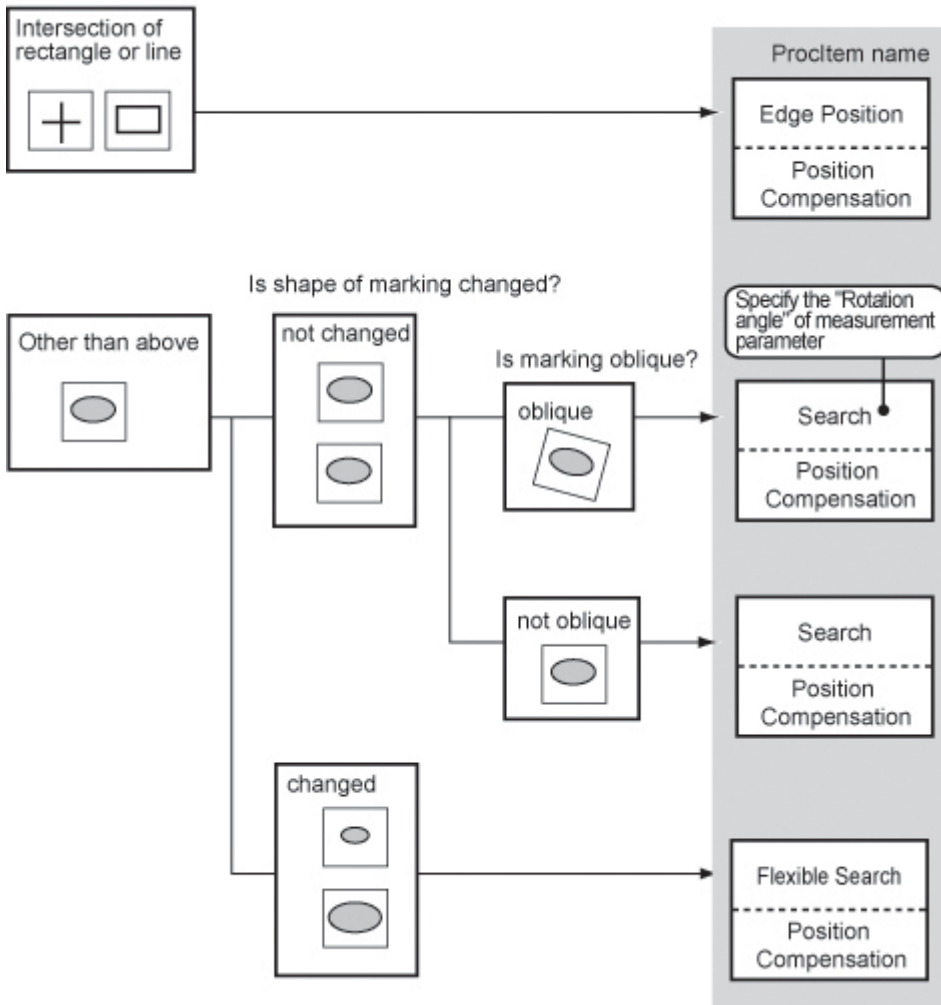 Intersection of
rectangle or line
ProcItem name
Edge Position
Position
Compensation
Is shape of marking changed?
Other than above
not changed
Is marking oblique?
oblique
Specify the "Rotation
angle" of measurement
parameter
Search
Position
Compensation
not oblique
Search
Position
Compensation
changed
Flexible Search
Position
Compensation